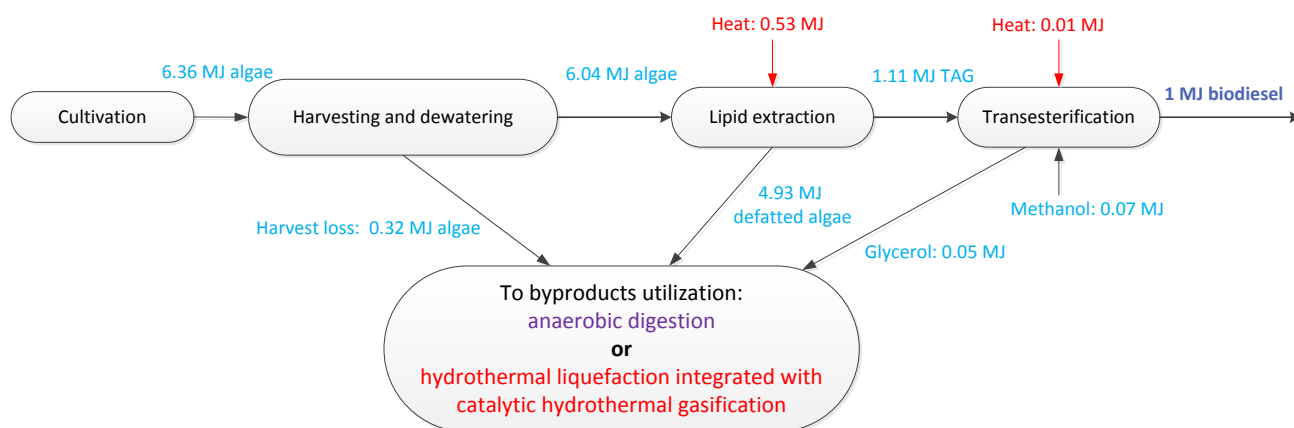 Heat: 0.53 MJ
Heat: 0.01 MJ
6.36 MJ algae
6.04 MJ algae
1.11 MJ TAG
1 MJ biodiesel
Cultivation
Harvesting and dewatering
Lipid extraction
Transesterification
4.93 MJ
defatted algae
Methanol: 0.07 MJ
Harvest loss: 0.32 MJ algae
Glycerol: 0.05 MJ
To byproducts utilization:
anaerobic digestion
or
hydrothermal liquefaction integrated with
catalytic hydrothermal gasification